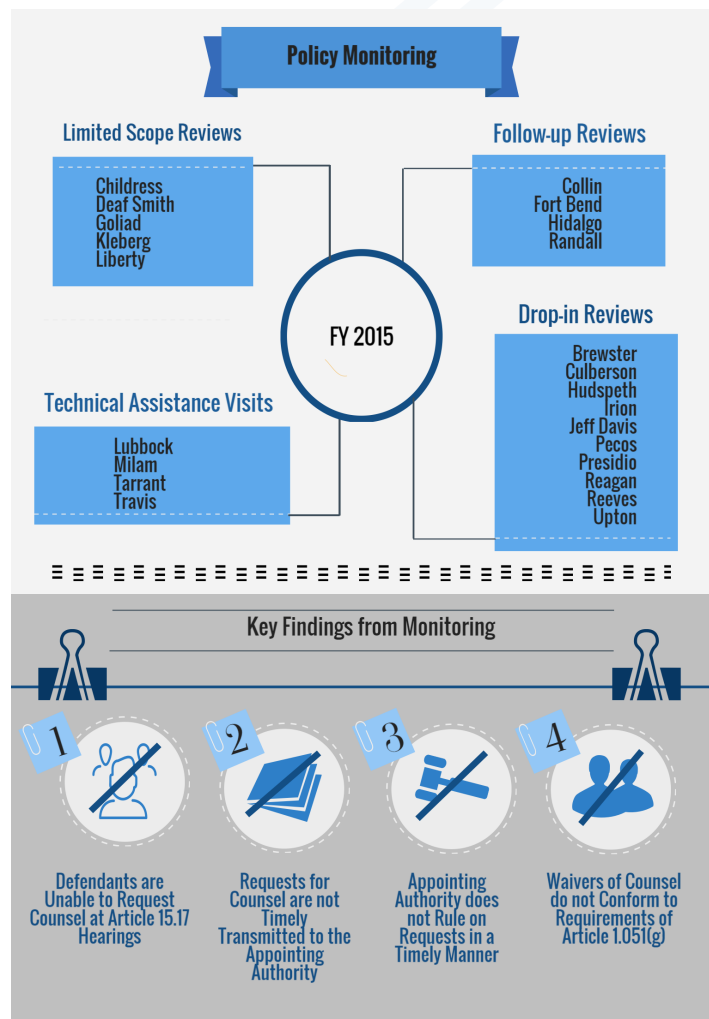 Policy Monitoring
Limited Scope Reviews
Childress
Deaf Smith
Goliad
Kleberg
Liberty
Follow-up Reviews
Collin
Fort Bend
Hidalgo
Randall
FY 2015
Drop-in Reviews
Brewster
Culberson
Hudspeth
Irion
Jeff Davis
Pecos
Presidio
Reagan
Reeves
Upton
Technical Assistance Visits
Lubbock
Milam
Tarrant
Travis
Key Findings from Monitoring
1
Defendants are
Unable to Request
Counsel at Article 15.17
Hearings
2
Requests for
Counsel are not
Timely
Transmitted to the
Appointing
Authority
3
Appointing
Authority does
not Rule on
Requests in a
Timely Manner
4
Waivers of Counsel
do not Conform to
Requirements of
Article 1.051(g)